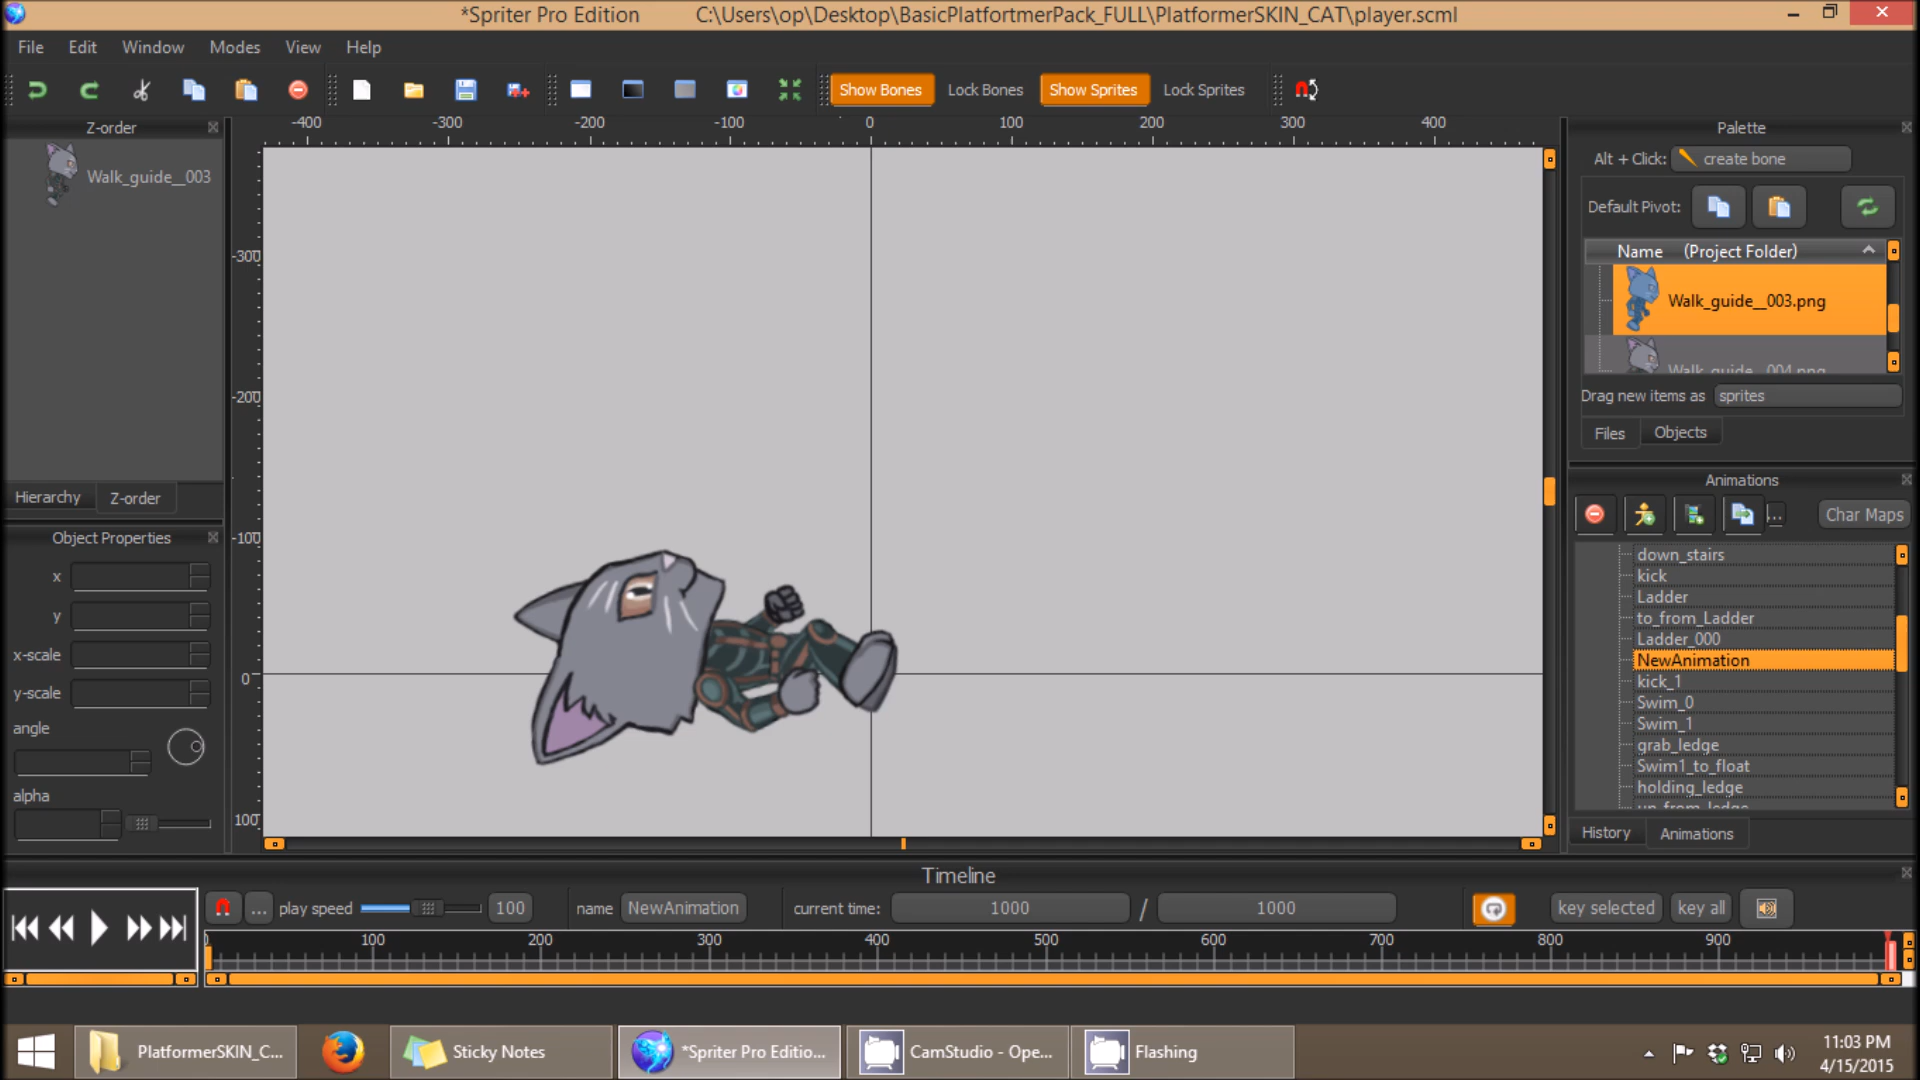 *Spriter Pro Edition C:\Users\op\Desktop\BasicPlatfortmerPack_FULL\PlatformerSKIN_CAT\player.scml
File Edit Window Modes View Help
Show Bones Lock Bones Show Sprites Lock Sprites
Z-order
Walk_guide__003
Hierarchy Z-order
Object Properties
x
y
x-scale
y-scale
angle
alpha
-400 -300 -200 -100 0 100 200 300 400
-300
-200
-100
0
100
Palette
Alt + Click: create bone
Default Pivot:
Name (Project Folder)
Walk_guide__003.png
Walk_guide__004.png
Drag new items as sprites
Files Objects
Animations
... Char Maps
down_stairs
kick
Ladder
to_from_Ladder
Ladder_000
NewAnimation
kick_1
Swim_0
Swim_1
grab_ledge
Swim1_to_float
holding_ledge
up_from_ledge
History Animations
Timeline
... play speed 100 name NewAnimation current time: 1000 / 1000 key selected key all
0 100 200 300 400 500 600 700 800 900
PlatformerSKIN_C... Sticky Notes *Spriter Pro Editio... CamStudio - Ope... Flashing
11:03 PM
4/15/2015